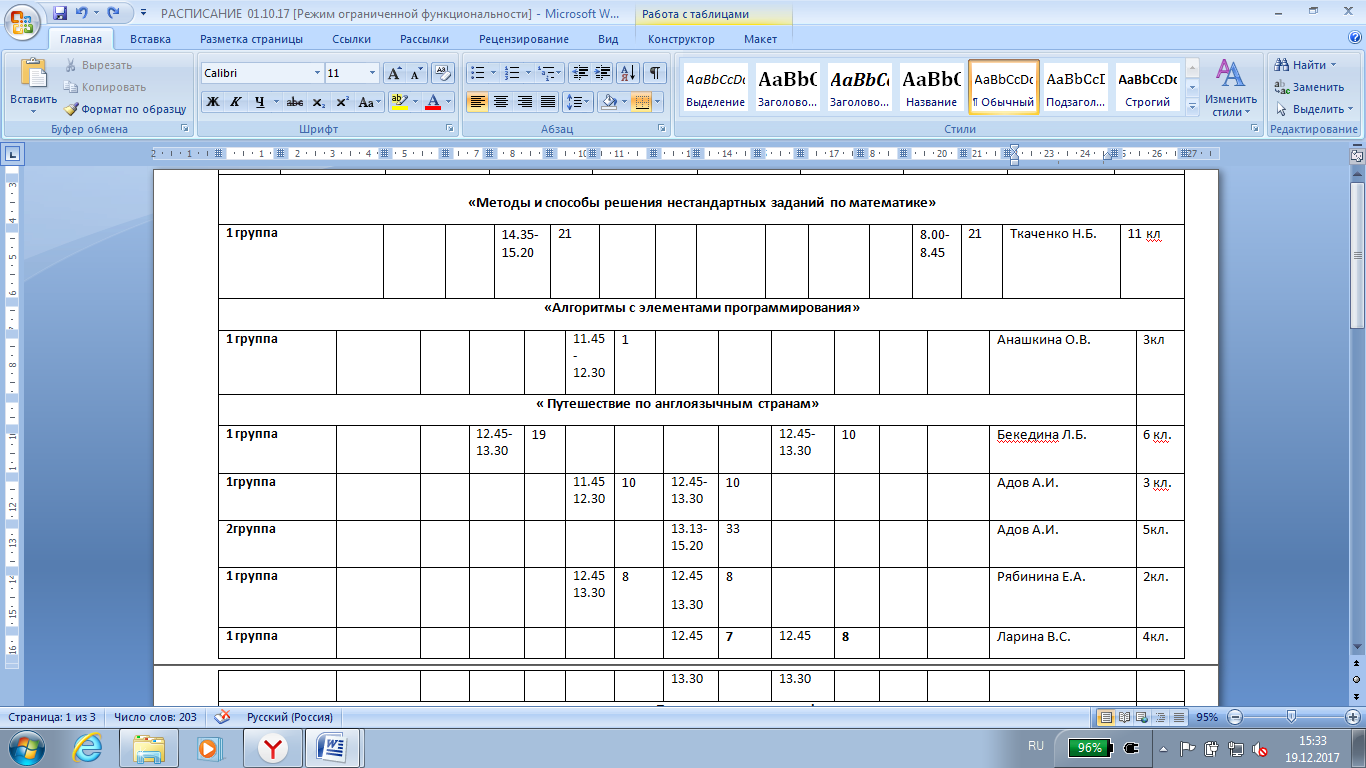 РАСПИСАНИЕ 01.10.17 [Режим ограниченной функциональности] - Microsoft W...
Работа с таблицами
Главная Вставка Разметка страницы Ссылки Рассылки Рецензирование Вид Конструктор Макет
Вставить
Вырезать
Копировать
Формат по образцу
Буфер обмена
Calibri 11
Ж К Ч abc x₂ x² Aa
Шрифт
Абзац
AaBbCcDc AaBbC AaBbCc AaBbC AaBbCcDc AaBbCcI AaBbCcDc
Выделение Заголово... Заголово... Название ¶ Обычный Подзагол... Строгий
Стили
Изменить стили
Найти
Заменить
Выделить
Редактирование
«Методы и способы решения нестандартных заданий по математике»
1 группа 14.35- 21 8.00- 21 Ткаченко Н.Б. 11 кл
15.20 8.45
«Алгоритмы с элементами программирования»
1 группа 11.45 1 Анашкина О.В. 3кл
-
12.30
« Путешествие по англоязычным странам»
1 группа 12.45- 19 12.45- 10 Бекедина Л.Б. 6 кл.
13.30 13.30
1группа 11.45 10 12.45- 10 Адов А.И. 3 кл.
12.30 13.30
2группа 13.13- 33 Адов А.И. 5кл.
15.20
1 группа 12.45 8 12.45 8 Рябинина Е.А. 2кл.
13.30 13.30
1 группа 12.45 7 12.45 8 Ларина В.С. 4кл.
13.30 13.30
Страница: 1 из 3 Число слов: 203 Русский (Россия) 95%
RU 96% 15:33
19.12.2017